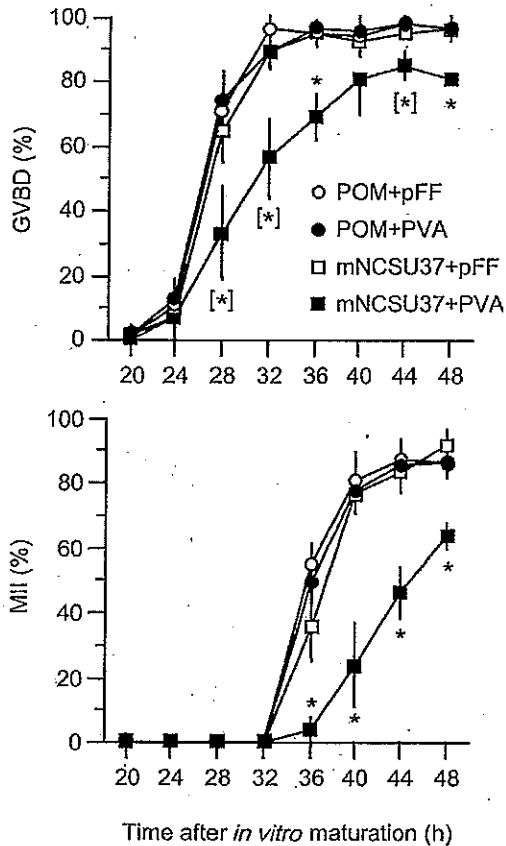 100
80
60
40
20
0
GVBD (%)
*
[*]
*
[*]
[*]
POM+pFF
POM+PVA
mNCSU37+pFF
mNCSU37+PVA
20 24 28 32 36 40 44 48
100
80
60
40
20
0
MII (%)
*
*
*
*
20 24 28 32 36 40 44 48
Time after in vitro maturation (h)